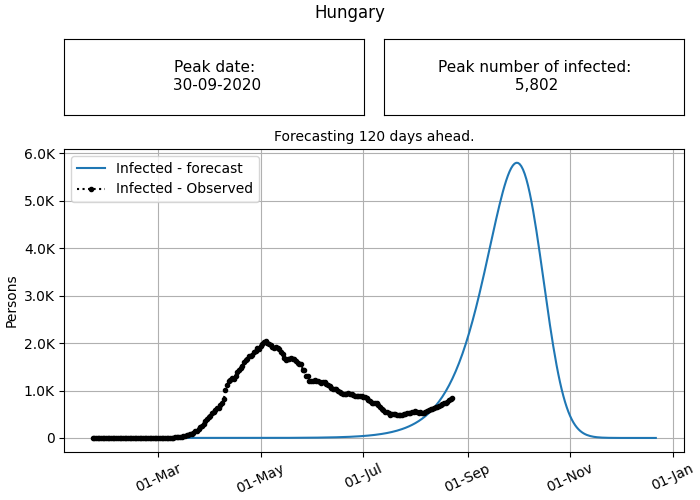 Hungary
Peak date:
30-09-2020
Peak number of infected:
5,802
Forecasting 120 days ahead.
Infected - forecast
Infected - Observed
Persons
6.0K
5.0K
4.0K
3.0K
2.0K
1.0K
0
01-Mar
01-May
01-Jul
01-Sep
01-Nov
01-Jan